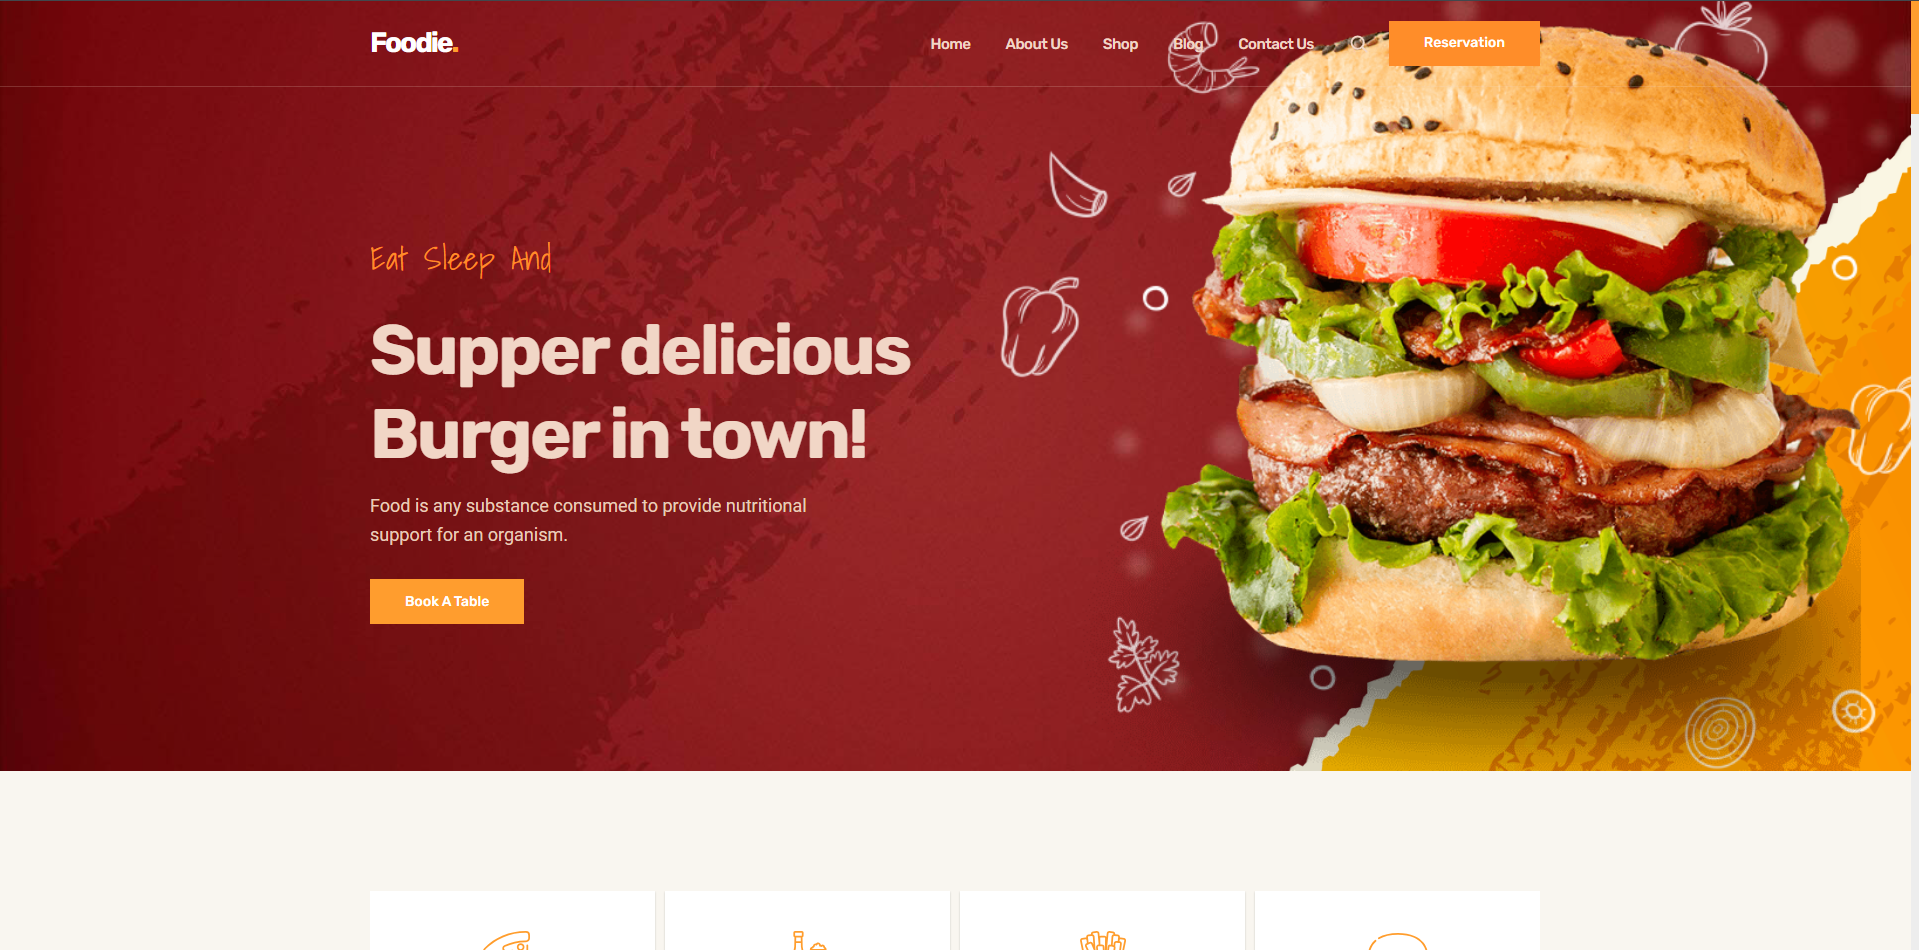 Foodie.
Home About Us Shop Blog Contact Us Reservation
Eat Sleep And
Supper delicious
Burger in town!
Food is any substance consumed to provide nutritional
support for an organism.
Book A Table